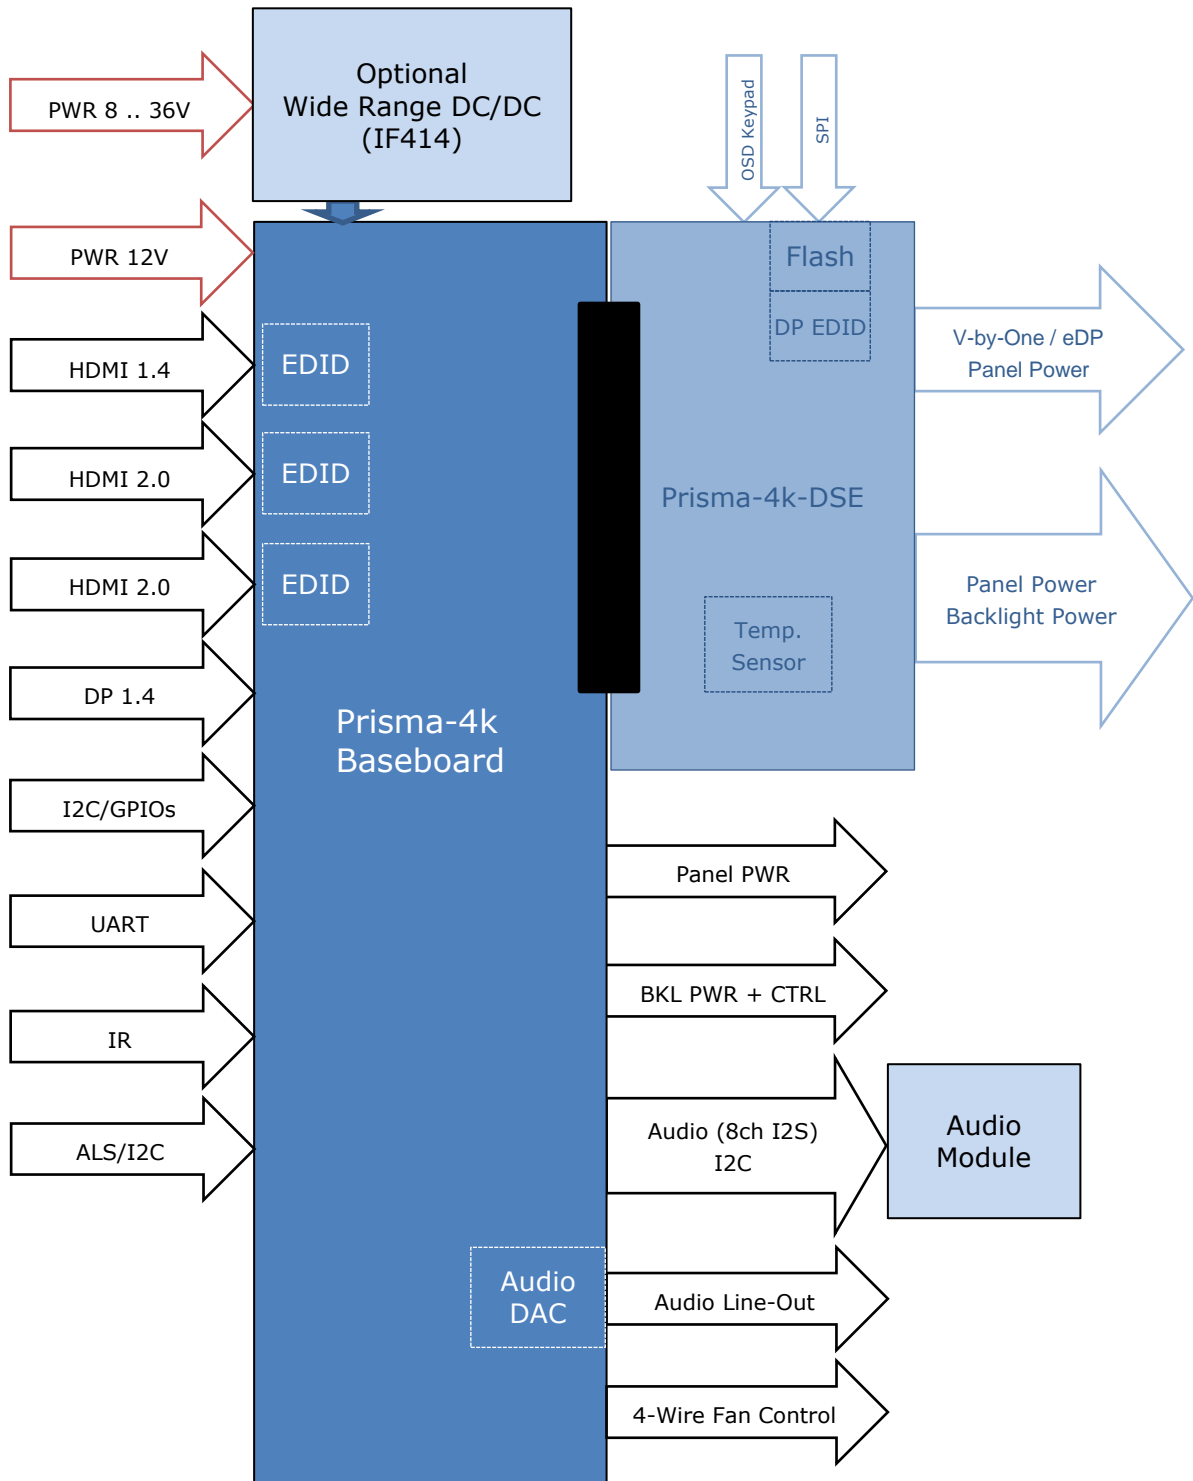 Optional
Wide Range DC/DC
(IF414)
PWR 8 .. 36V
OSD Keypad
SPI
PWR 12V
Flash
DP EDID
HDMI 1.4
EDID
V-by-One / eDP
Panel Power
HDMI 2.0
EDID
Prisma-4k-DSE
HDMI 2.0
EDID
Panel Power
Backlight Power
Temp.
Sensor
DP 1.4
Prisma-4k
Baseboard
I2C/GPIOs
Panel PWR
UART
BKL PWR + CTRL
IR
ALS/I2C
Audio (8ch I2S)
I2C
Audio
Module
Audio
DAC
Audio Line-Out
4-Wire Fan Control